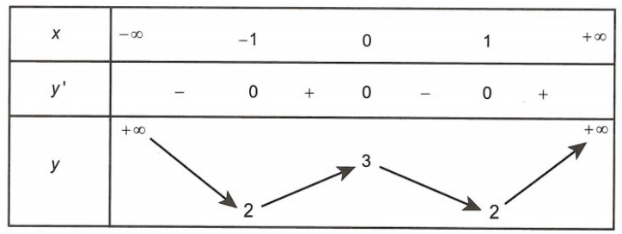 x −∞ −1 0 1 +∞
y' − 0 + 0 − 0 +
+∞ +∞
y 3
2 2